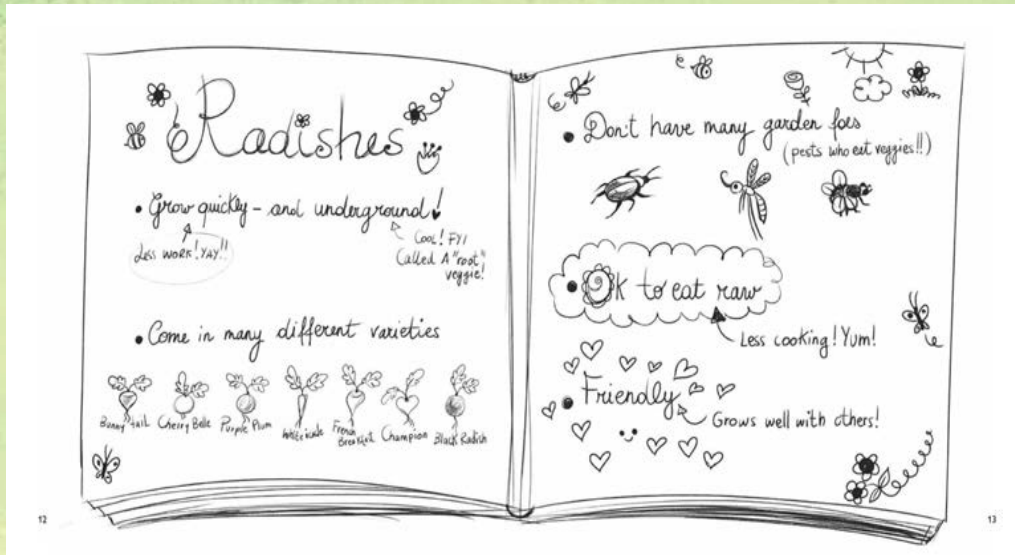 Radishes
• Grow quickly – and underground!
Less work! YAY!!
Cool! FYI
Called A "root"
veggie!
• Come in many different varieties
Bunny tail Cherry Belle Purple Plum White icicle French Breakfast Champion Black Radish
12
• Don't have many garden foes
(pests who eat veggies!!)
• Ok to eat raw
Less cooking! Yum!
• Friendly
Grows well with others!
13